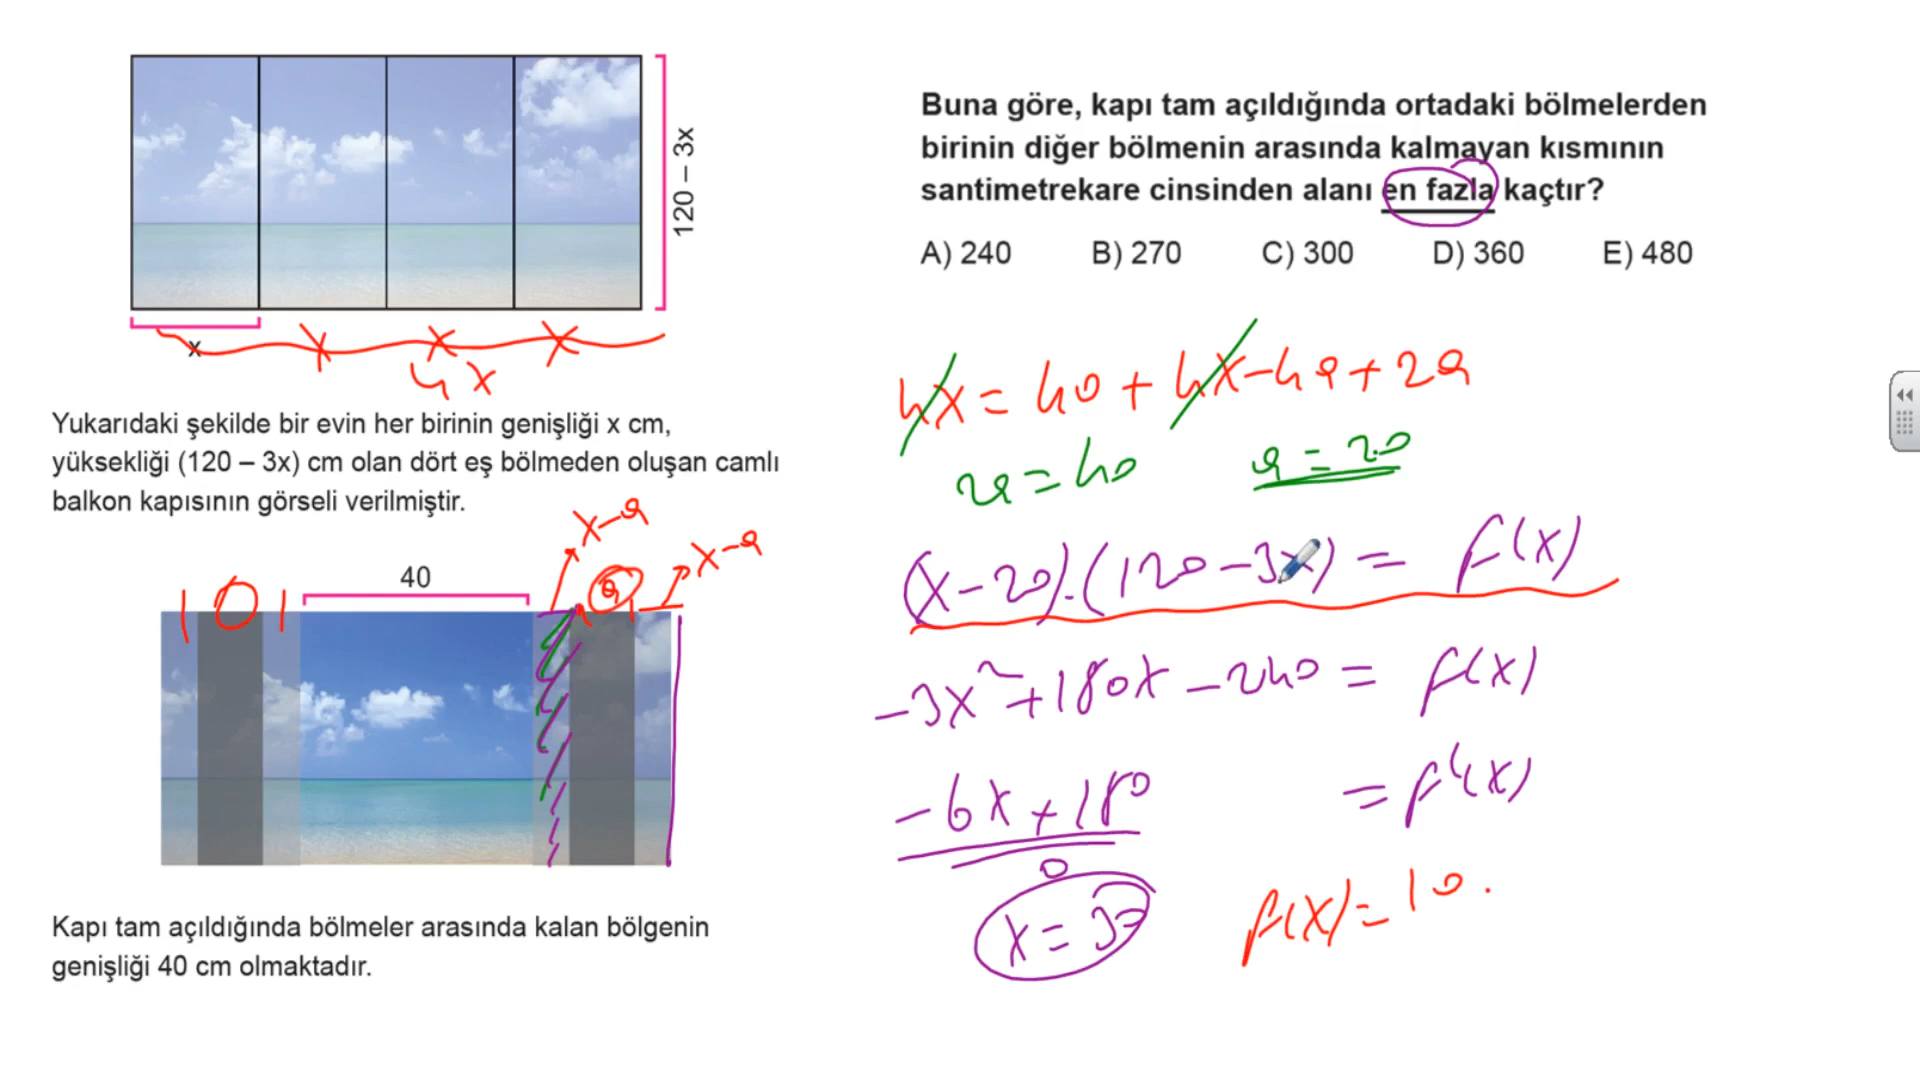 120 – 3x
x
4x
Yukarıdaki şekilde bir evin her birinin genişliği x cm,
yüksekliği (120 – 3x) cm olan dört eş bölmeden oluşan camlı
balkon kapısının görseli verilmiştir.
x-a
x-a
40
a
Kapı tam açıldığında bölmeler arasında kalan bölgenin
genişliği 40 cm olmaktadır.
Buna göre, kapı tam açıldığında ortadaki bölmelerden
birinin diğer bölmenin arasında kalmayan kısmının
santimetrekare cinsinden alanı en fazla kaçtır?
A) 240 B) 270 C) 300 D) 360 E) 480
4x = 40 + 4x - 4a + 2a
2a = 40 a = 20
(x-20).(120-3x) = f(x)
-3x²+180x-240 = f(x)
-6x+180 = f'(x)
0
x = 30
f(x)=10.